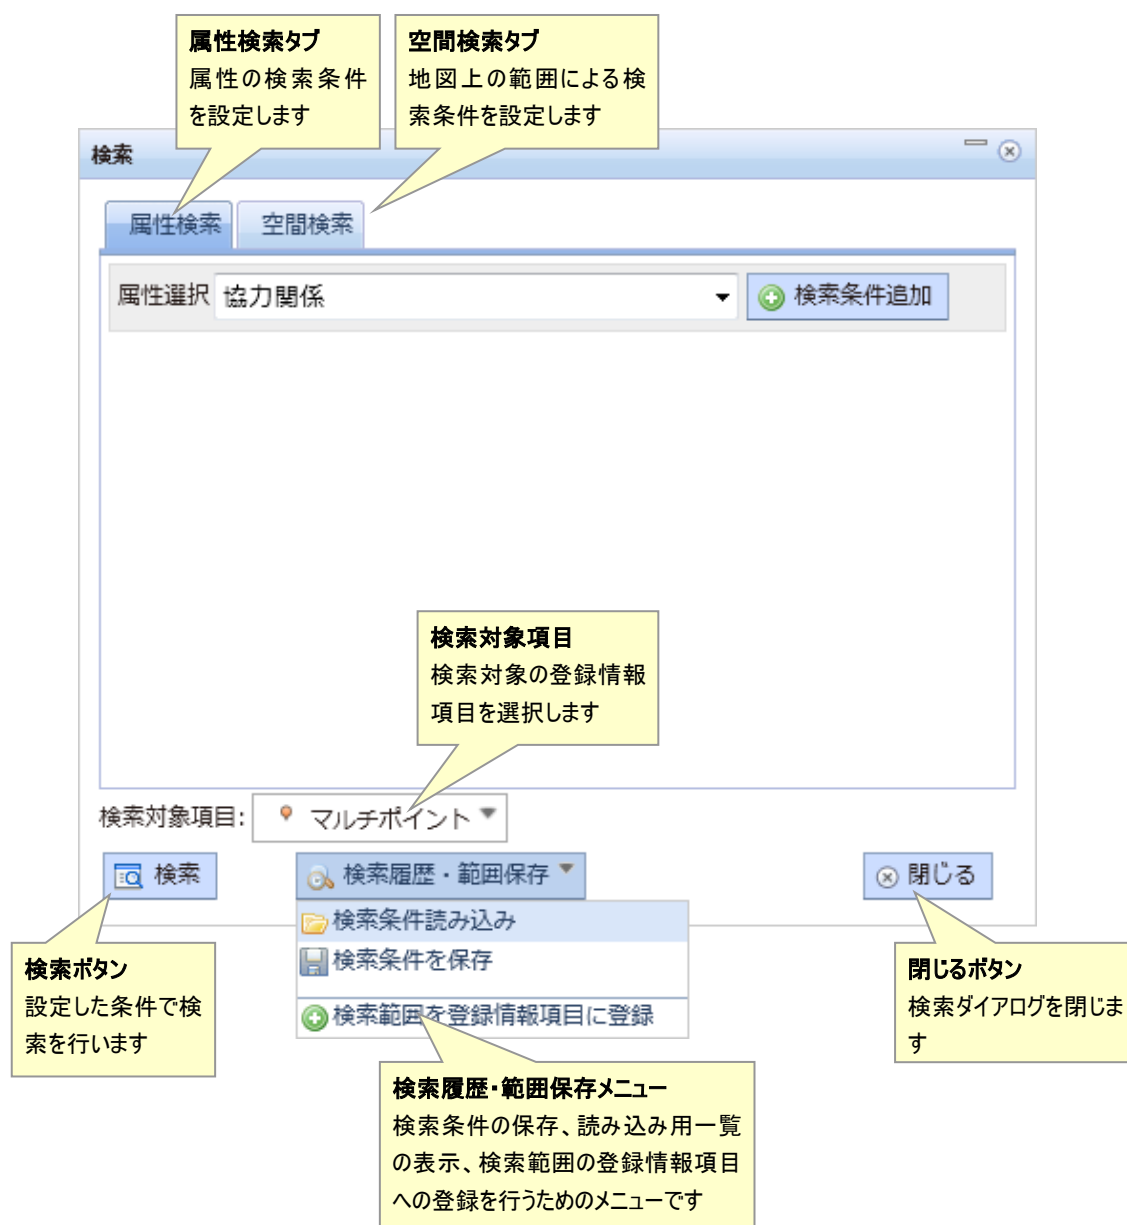 属性検索タブ
属性の検索条件
を設定します
空間検索タブ
地図上の範囲による検
索条件を設定します
検索
属性検索
空間検索
属性選択
協力関係
検索条件追加
検索対象項目
検索対象の登録情報
項目を選択します
検索対象項目:
マルチポイント
検索
検索履歴・範囲保存
閉じる
検索条件読み込み
検索条件を保存
検索範囲を登録情報項目に登録
検索ボタン
設定した条件で検
索を行います
閉じるボタン
検索ダイアログを閉じま
す
検索履歴・範囲保存メニュー
検索条件の保存、読み込み用一覧
の表示、検索範囲の登録情報項目
への登録を行うためのメニューです